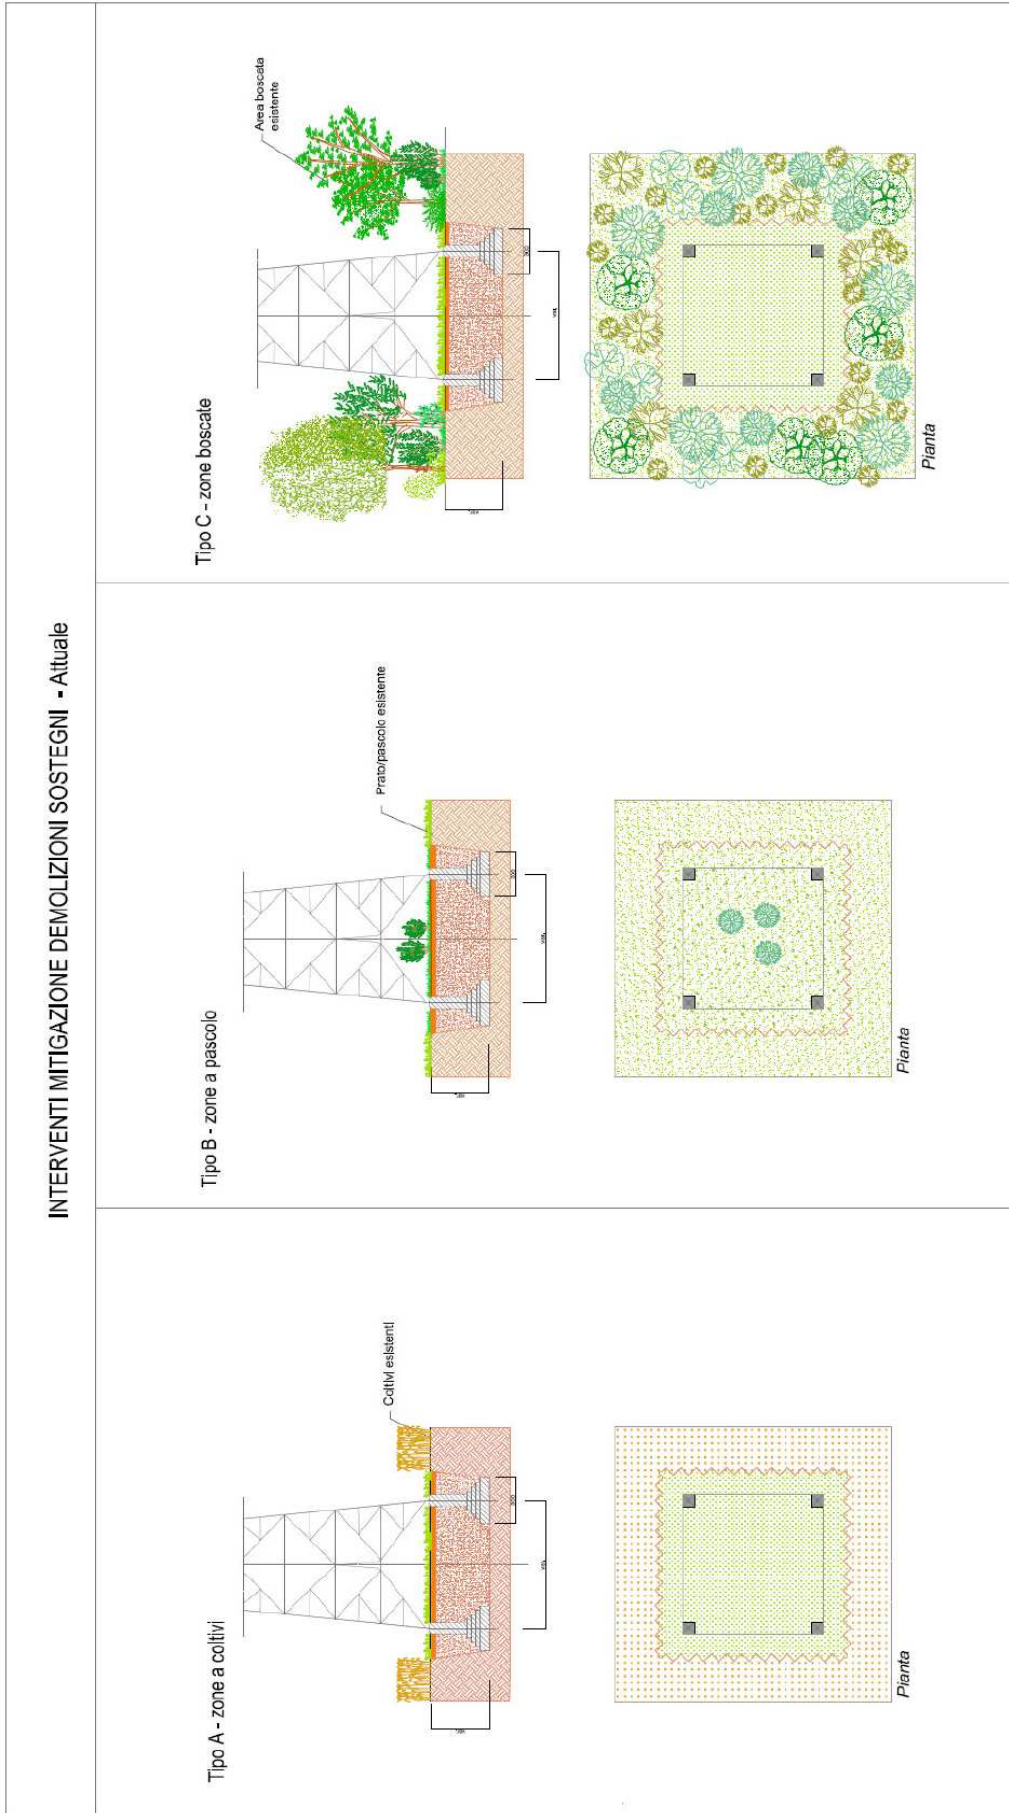 INTERVENTI MITIGAZIONE DEMOLIZIONI SOSTEGNI - Attuale
Tipo A - zone a coltivi
Coltivi esistenti
Pianta
Tipo B - zone a pascolo
Prato/pascolo esistente
Pianta
Tipo C - zone boscate
Area boscata
esistente
Pianta